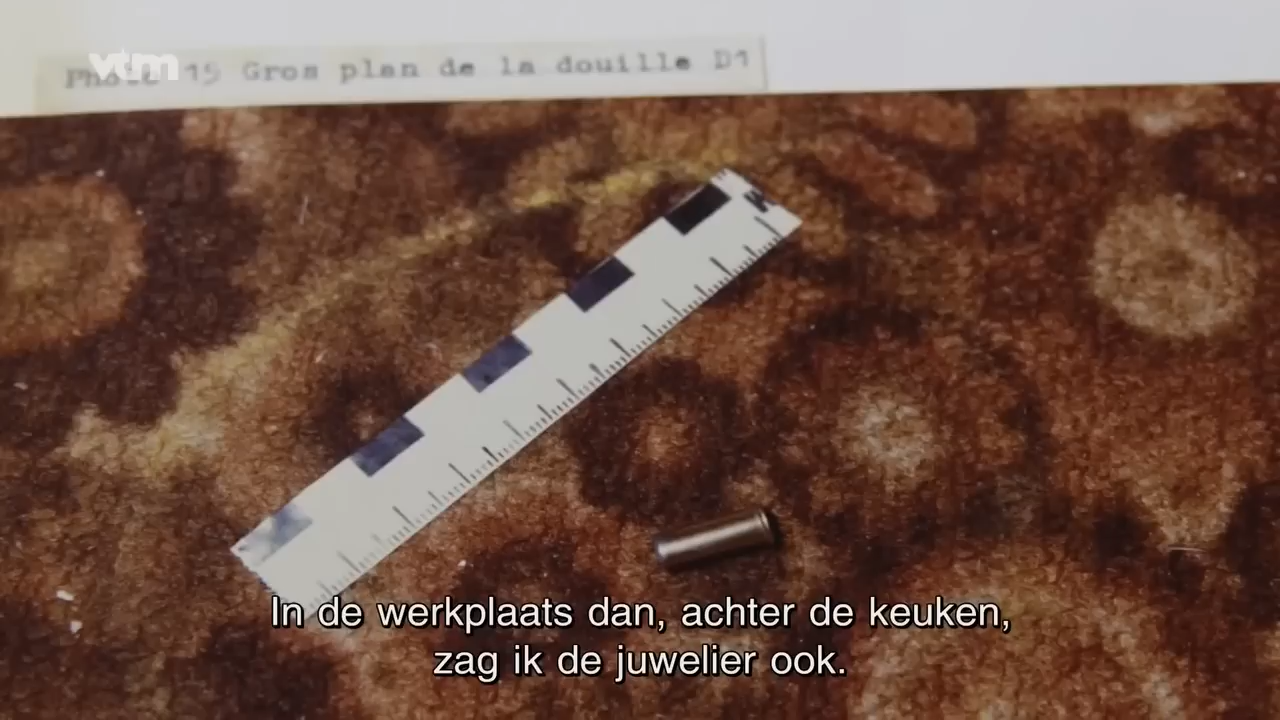 vtm
Photo 15 Gros plan de la douille D1
In de werkplaats dan, achter de keuken,
zag ik de juwelier ook.